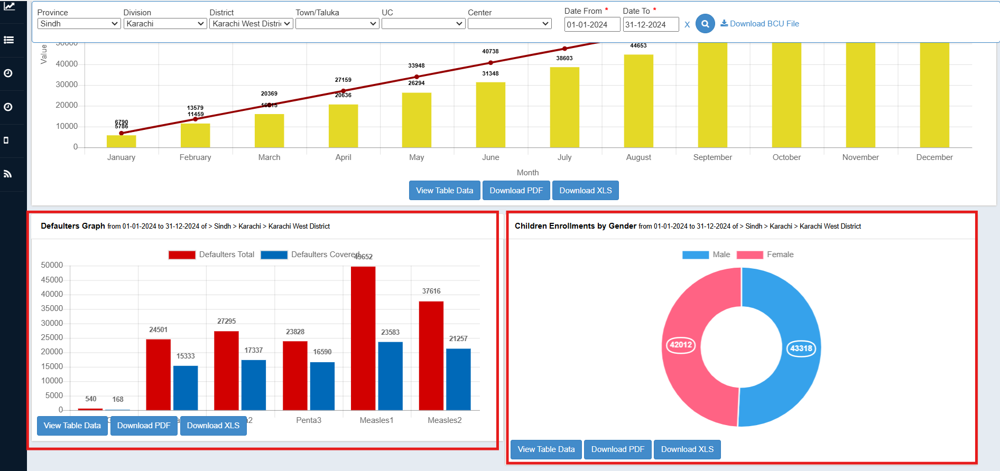 Province Division District Town/Taluka UC Center Date From * Date To *
Sindh Karachi Karachi West Distri 01-01-2024 31-12-2024 X Download BCU File
Value
50000
40000
30000
20000
10000
0
6790 13579 20369 27159 33948 40738
5786 11459 20636 26294 31348 38603 44653
January February March April May June July August September October November December
Month
View Table Data Download PDF Download XLS
Defaulters Graph from 01-01-2024 to 31-12-2024 of > Sindh > Karachi > Karachi West District
Defaulters Total Defaulters Covered
50000
45000
40000
35000
30000
25000
20000
15000
10000
5000
0
540 168 24501 15333 27295 17337 23828 16590 49652 23583 37616 21257
Penta3 Measles1 Measles2
View Table Data Download PDF Download XLS
Children Enrollments by Gender from 01-01-2024 to 31-12-2024 of > Sindh > Karachi > Karachi West District
Male Female
42012 43318
View Table Data Download PDF Download XLS